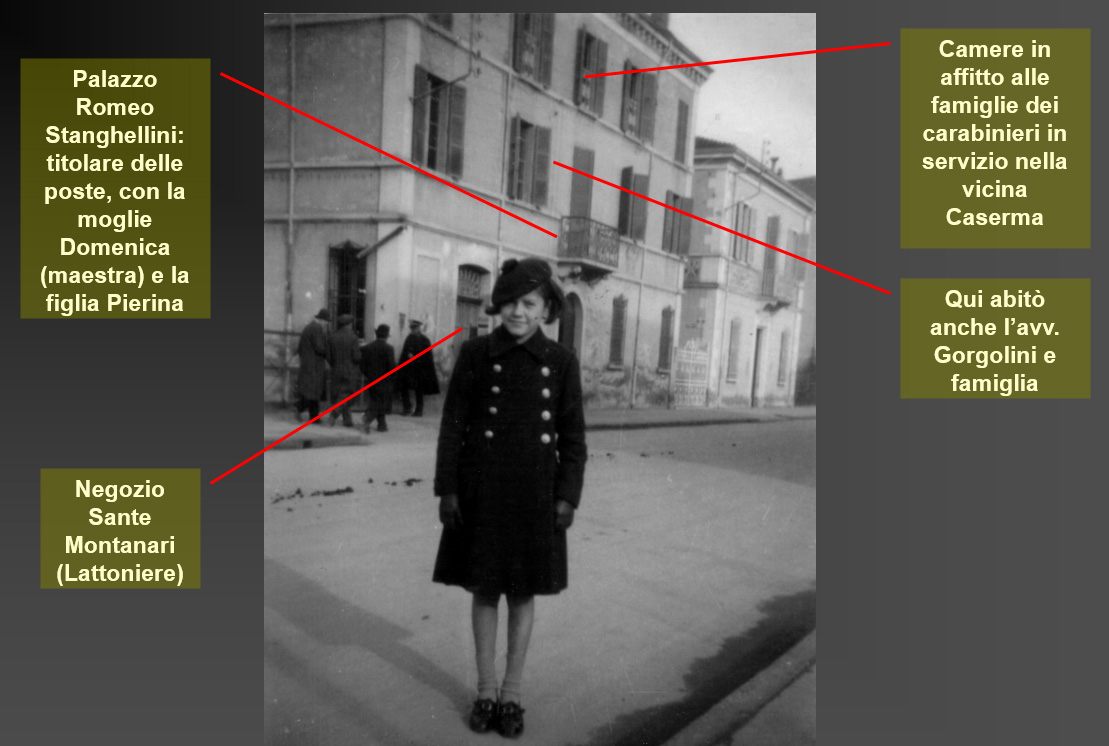 Palazzo
Romeo
Stanghellini:
titolare delle
poste, con la
moglie
Domenica
(maestra) e la
figlia Pierina
Negozio
Sante
Montanari
(Lattoniere)
Camere in
affitto alle
famiglie dei
carabinieri in
servizio nella
vicina
Caserma
Qui abitò
anche l’avv.
Gorgolini e
famiglia